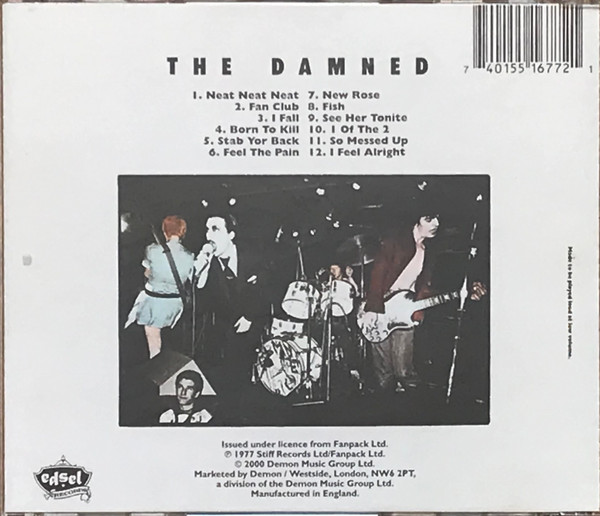 THE DAMNED
7 40155 16772 1
1. Neat Neat Neat
2. Fan Club
3. I Fall
4. Born To Kill
5. Stab Yor Back
6. Feel The Pain
7. New Rose
8. Fish
9. See Her Tonite
10. I Of The 2
11. So Messed Up
12. I Feel Alright
Made to be played loud at low volume.
Issued under licence from Fanpack Ltd.
℗ 1977 Stiff Records Ltd/Fanpack Ltd.
© 2000 Demon Music Group Ltd.
Marketed by Demon / Westside, London, NW6 2PT,
a division of the Demon Music Group Ltd.
Manufactured in England.
edsel
RECORDS